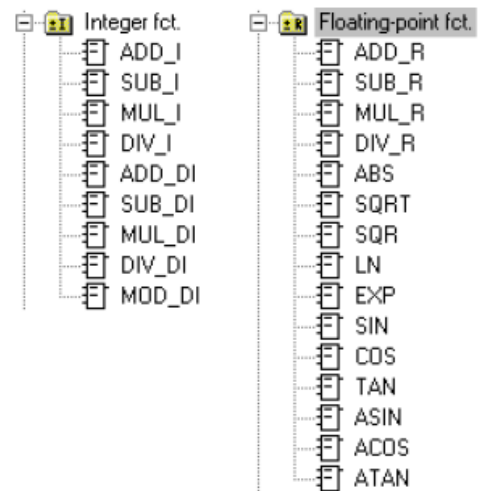 Integer fct.
ADD_I
SUB_I
MUL_I
DIV_I
ADD_DI
SUB_DI
MUL_DI
DIV_DI
MOD_DI
Floating-point fct.
ADD_R
SUB_R
MUL_R
DIV_R
ABS
SQRT
SQR
LN
EXP
SIN
COS
TAN
ASIN
ACOS
ATAN